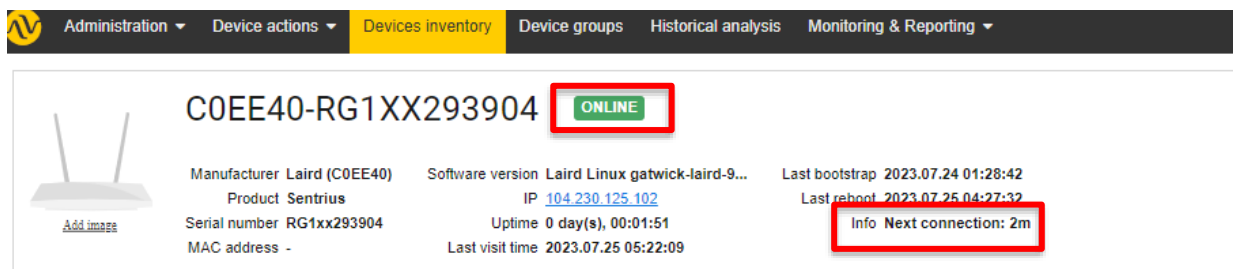 Administration Device actions Devices inventory Device groups Historical analysis Monitoring & Reporting
C0EE40-RG1XX293904 ONLINE
Manufacturer Laird (C0EE40) Software version Laird Linux gatwick-laird-9... Last bootstrap 2023.07.24 01:28:42
Product Sentrius IP 104.230.125.102 Last reboot 2023.07.25 04:27:32
Add image Serial number RG1xx293904 Uptime 0 day(s), 00:01:51 Info Next connection: 2m
MAC address - Last visit time 2023.07.25 05:22:09